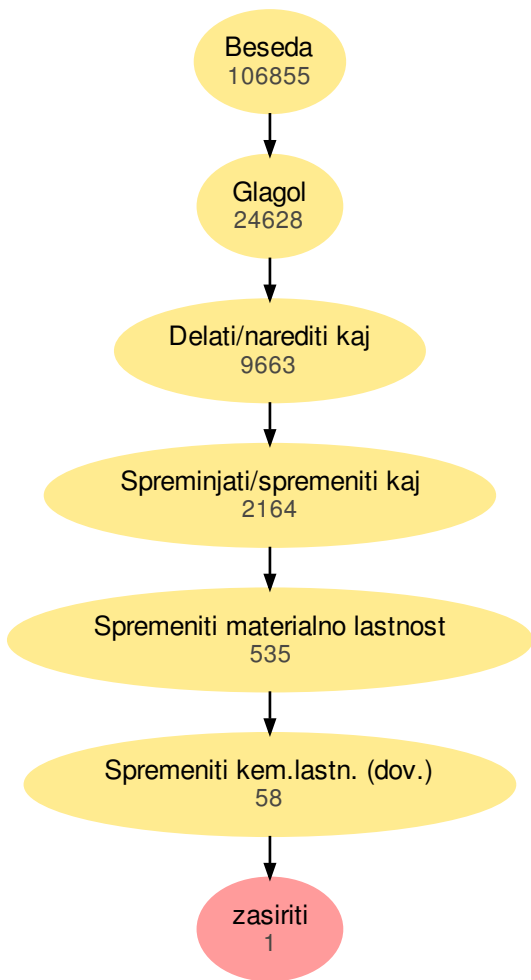 Beseda
106855
Glagol
24628
Delati/narediti kaj
9663
Spreminjati/spremeniti kaj
2164
Spremeniti materialno lastnost
535
Spremeniti kem.lastn. (dov.)
58
zasiriti
1